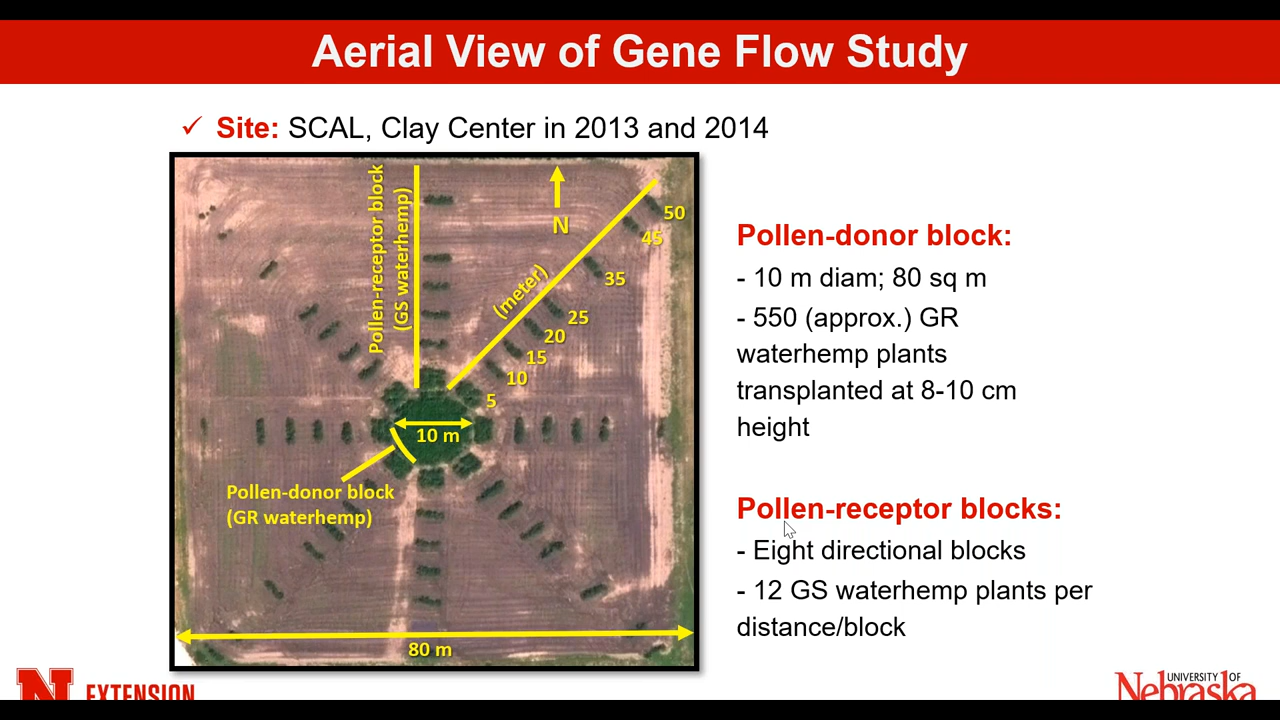 Aerial View of Gene Flow Study
✓ Site: SCAL, Clay Center in 2013 and 2014
Pollen-receptor block
(GS waterhemp)
N
(meter)
50
45
35
25
20
15
10
5
10 m
Pollen-donor block
(GR waterhemp)
80 m
Pollen-donor block:
- 10 m diam; 80 sq m
- 550 (approx.) GR
waterhemp plants
transplanted at 8-10 cm
height
Pollen-receptor blocks:
- Eight directional blocks
- 12 GS waterhemp plants per
distance/block
N EXTENSION
UNIVERSITY OF
Nebraska